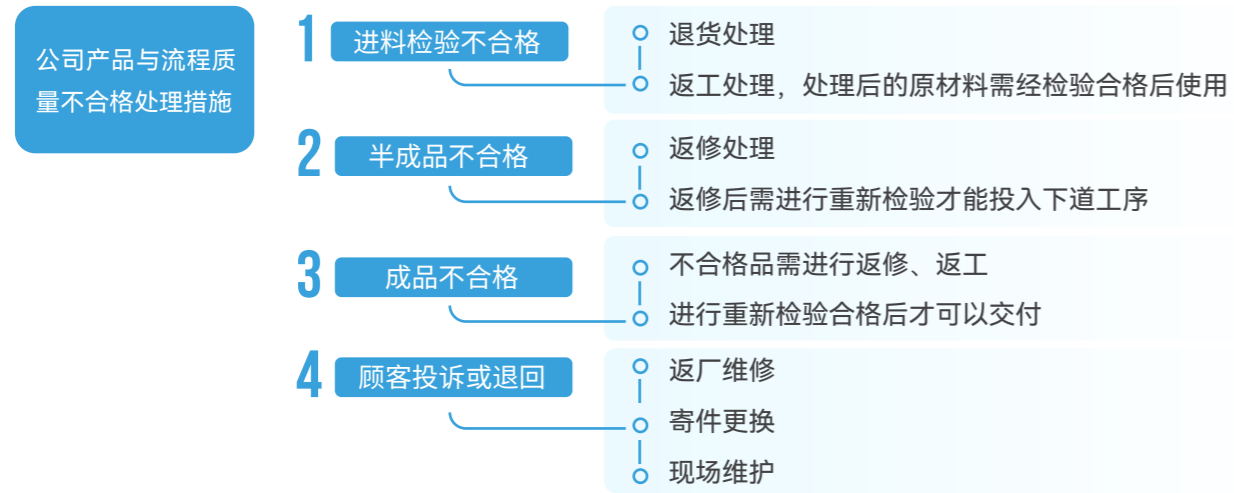 公司产品与流程质
量不合格处理措施
1 进料检验不合格
退货处理
返工处理，处理后的原材料需经检验合格后使用
2 半成品不合格
返修处理
返修后需进行重新检验才能投入下道工序
3 成品不合格
不合格品需进行返修、返工
进行重新检验合格后才可以交付
4 顾客投诉或退回
返厂维修
寄件更换
现场维护